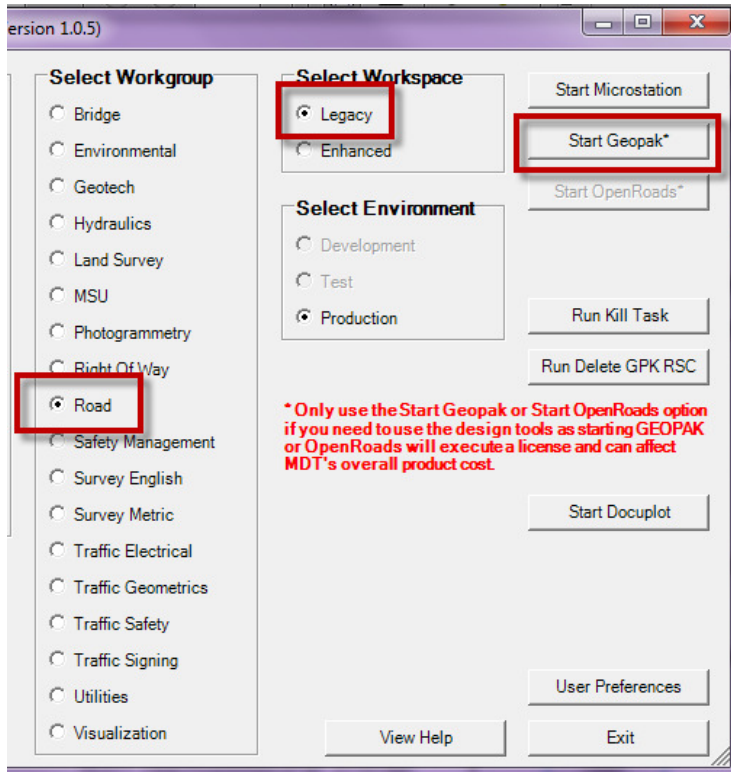 ersion 1.0.5)
Select Workgroup
Bridge
Environmental
Geotech
Hydraulics
Land Survey
MSU
Photogrammetry
Right Of Way
Road
Safety Management
Survey English
Survey Metric
Traffic Electrical
Traffic Geometrics
Traffic Safety
Traffic Signing
Utilities
Visualization
Select Workspace
Legacy
Enhanced
Select Environment
Development
Test
Production
Start Microstation
Start Geopak*
Start OpenRoads*
Run Kill Task
Run Delete GPK RSC
* Only use the Start Geopak or Start OpenRoads option
if you need to use the design tools as starting GEOPAK
or OpenRoads will execute a license and can affect
MDT's overall product cost.
Start Docuplot
User Preferences
View Help
Exit